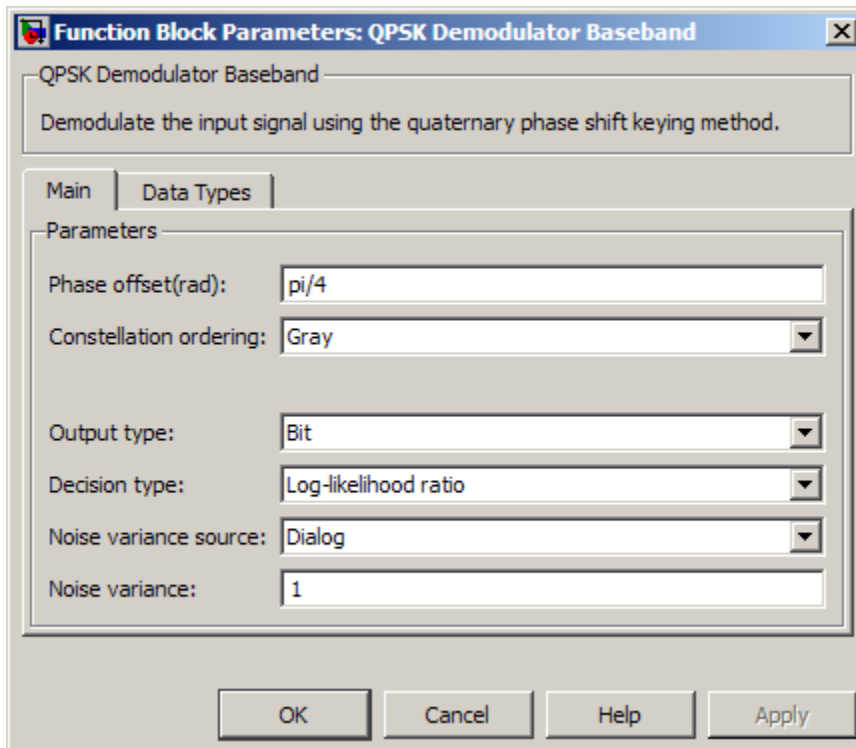 Function Block Parameters: QPSK Demodulator Baseband
QPSK Demodulator Baseband
Demodulate the input signal using the quaternary phase shift keying method.
Main Data Types
Parameters
Phase offset(rad): pi/4
Constellation ordering: Gray
Output type: Bit
Decision type: Log-likelihood ratio
Noise variance source: Dialog
Noise variance: 1
OK Cancel Help Apply